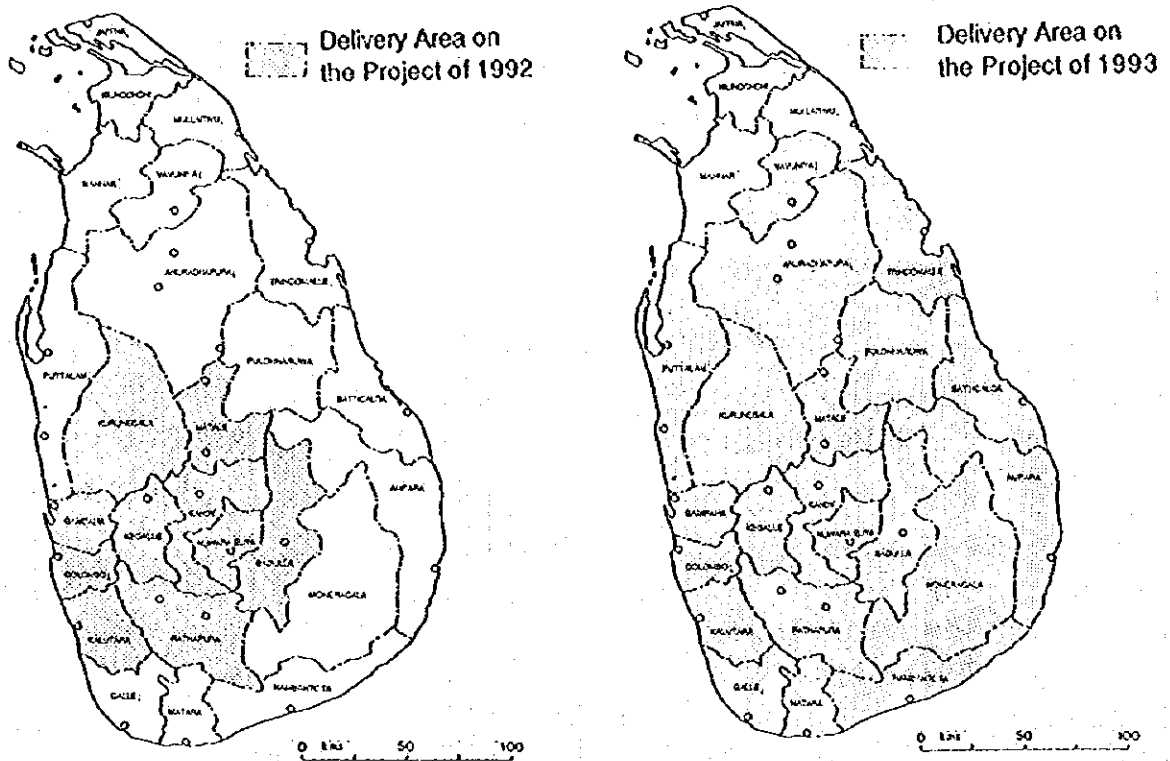 Delivery Area on
the Project of 1992
JAFFNA
MULLAITIVU
MANNAR
VAVUNIYA
ANURADHAPURA
TRINCOMALEE
PUTTALAM
POLONNARUWA
BATTICALOA
KURUNEGALA
MATALE
AMPARA
GAMPAHA
KEGALLE
KANDY
NUWARA ELIYA
BADULLA
COLOMBO
MONERAGALA
KALUTARA
RATNAPURA
GALLE
MATARA
HAMBANTOTA
0 kms 50 100
Delivery Area on
the Project of 1993
JAFFNA
MULLAITIVU
MANNAR
VAVUNIYA
ANURADHAPURA
TRINCOMALEE
PUTTALAM
POLONNARUWA
BATTICALOA
KURUNEGALA
MATALE
AMPARA
GAMPAHA
KEGALLE
KANDY
NUWARA ELIYA
BADULLA
COLOMBO
MONERAGALA
KALUTARA
RATNAPURA
GALLE
MATARA
HAMBANTOTA
0 kms 50 100